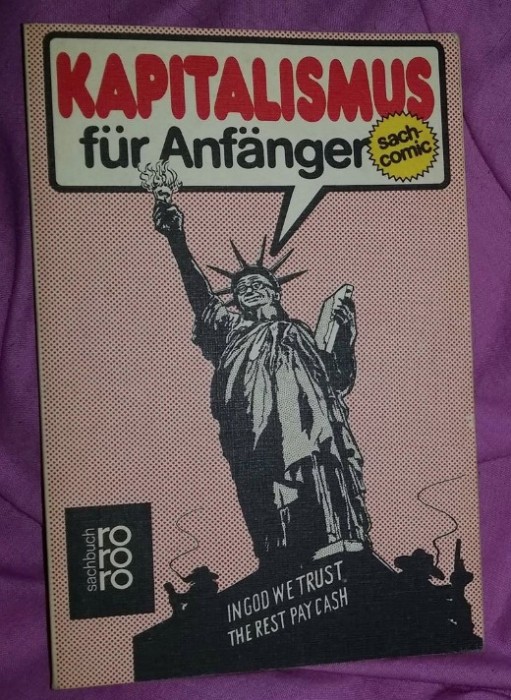 KAPITALISMUS
für Anfänger
sach-
comic
IN GOD WE TRUST
THE REST PAY CASH
sachbuch
ro
ro
ro